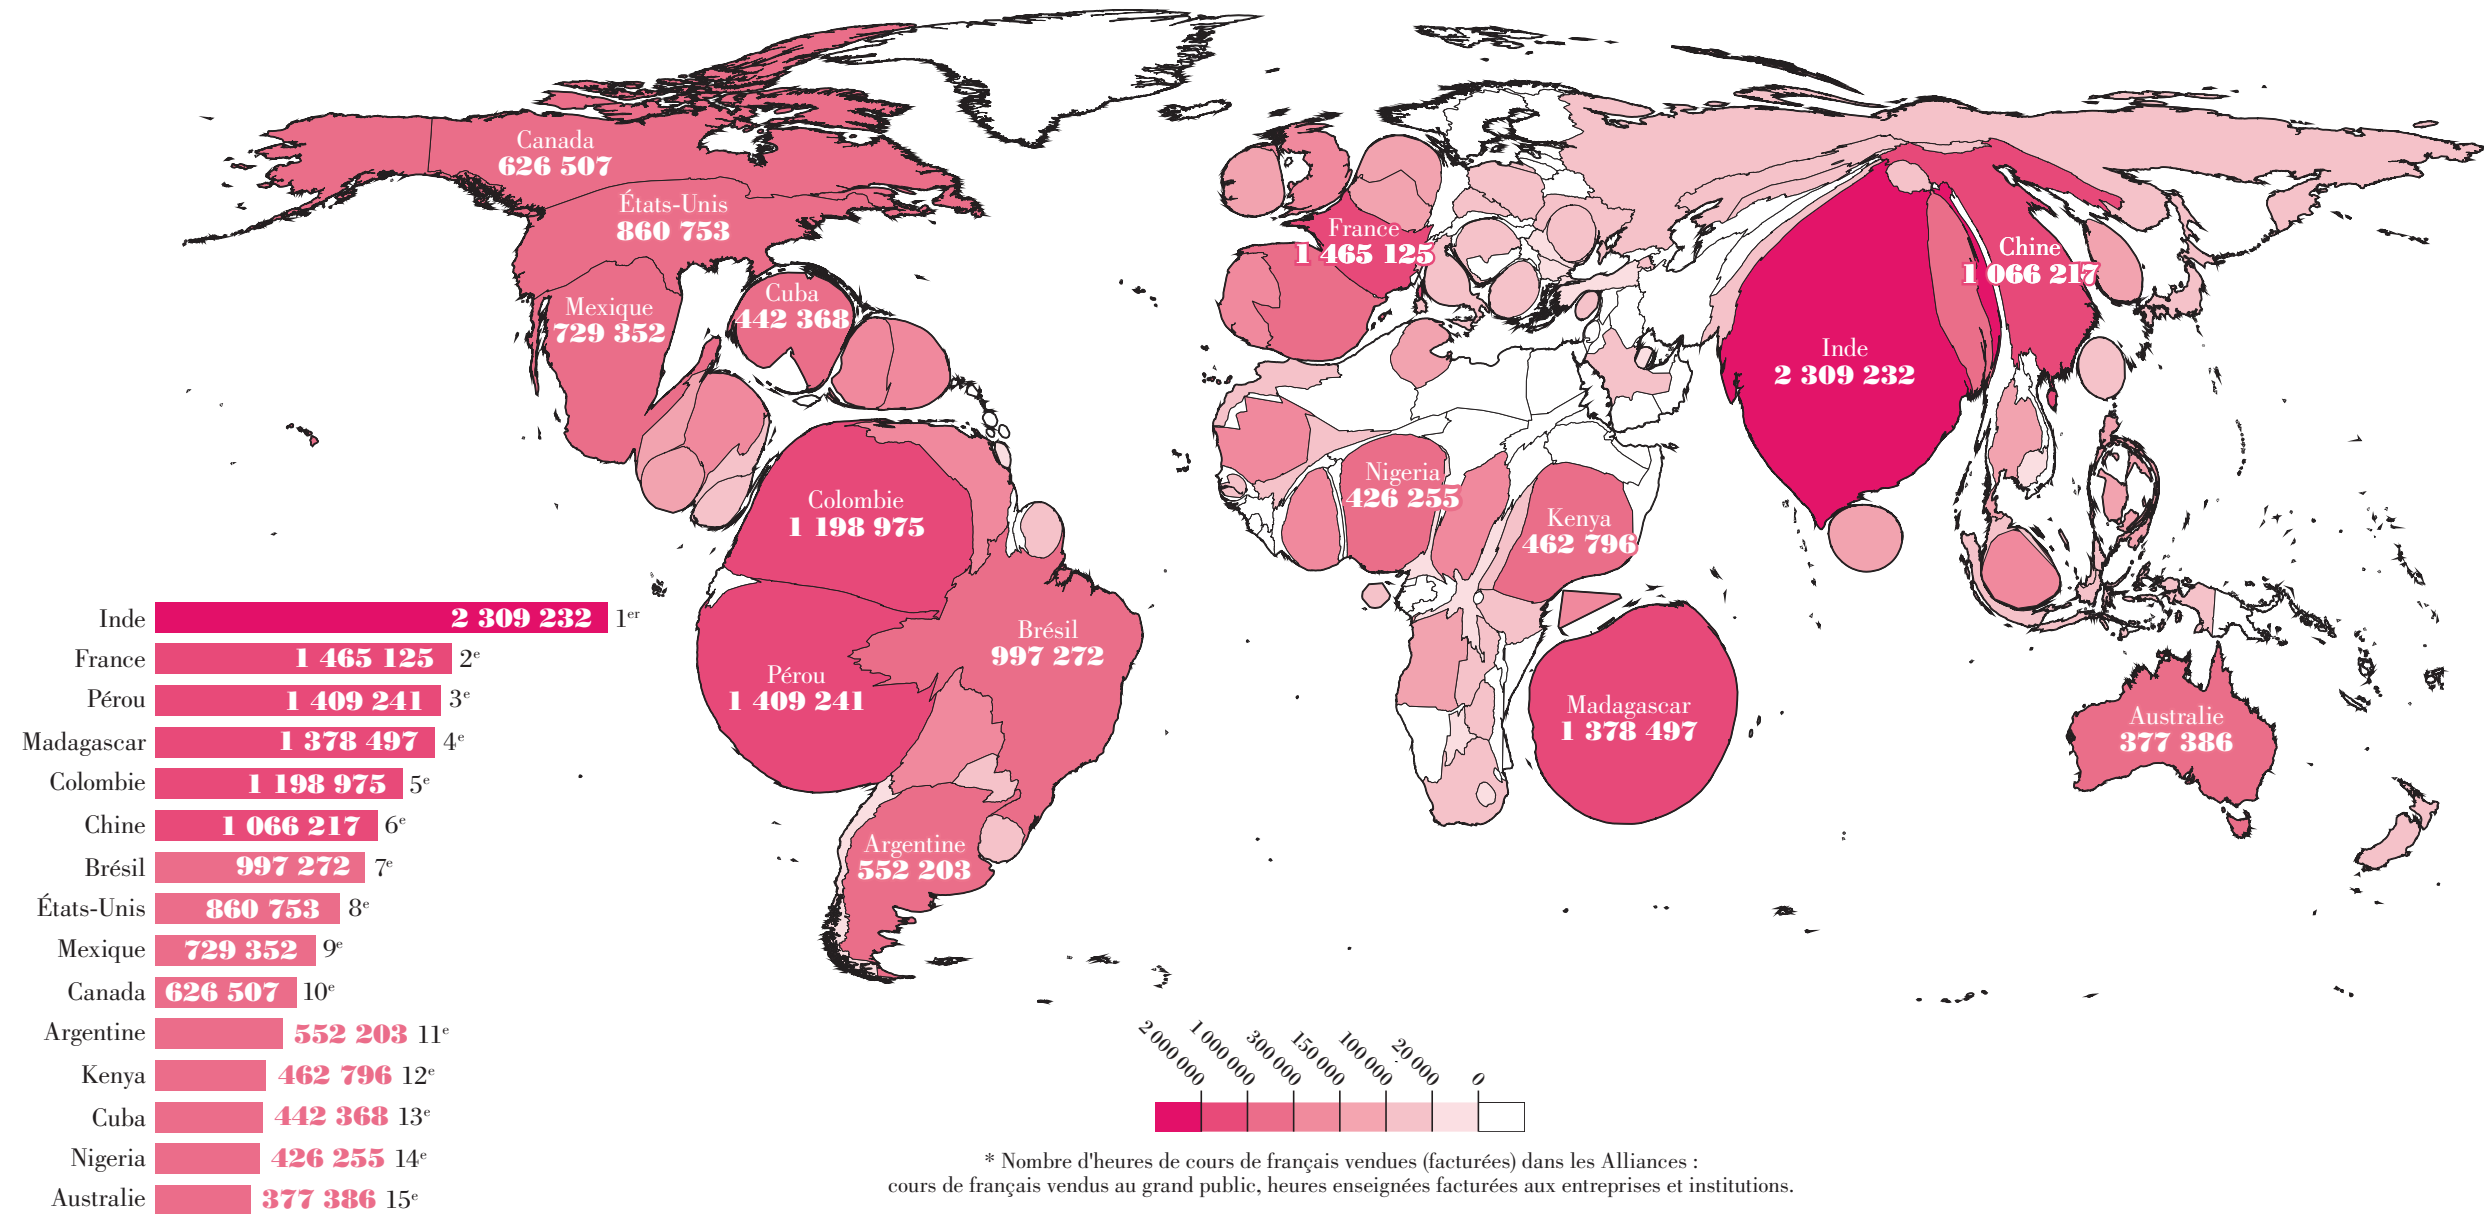 Canada
626 507
États-Unis
860 753
Mexique
729 352
Cuba
442 368
France
1 465 125
Chine
1 066 217
Inde
2 309 232
Colombie
1 198 975
Nigeria
426 255
Kenya
462 796
Brésil
997 272
Pérou
1 409 241
Madagascar
1 378 497
Australie
377 386
Argentine
552 203
Inde 2 309 232 1er
France 1 465 125 2e
Pérou 1 409 241 3e
Madagascar 1 378 497 4e
Colombie 1 198 975 5e
Chine 1 066 217 6e
Brésil 997 272 7e
États-Unis 860 753 8e
Mexique 729 352 9e
Canada 626 507 10e
Argentine 552 203 11e
Kenya 462 796 12e
Cuba 442 368 13e
Nigeria 426 255 14e
Australie 377 386 15e
2 000 000
1 000 000
300 000
150 000
100 000
20 000
0
* Nombre d'heures de cours de français vendues (facturées) dans les Alliances :
cours de français vendus au grand public, heures enseignées facturées aux entreprises et institutions.